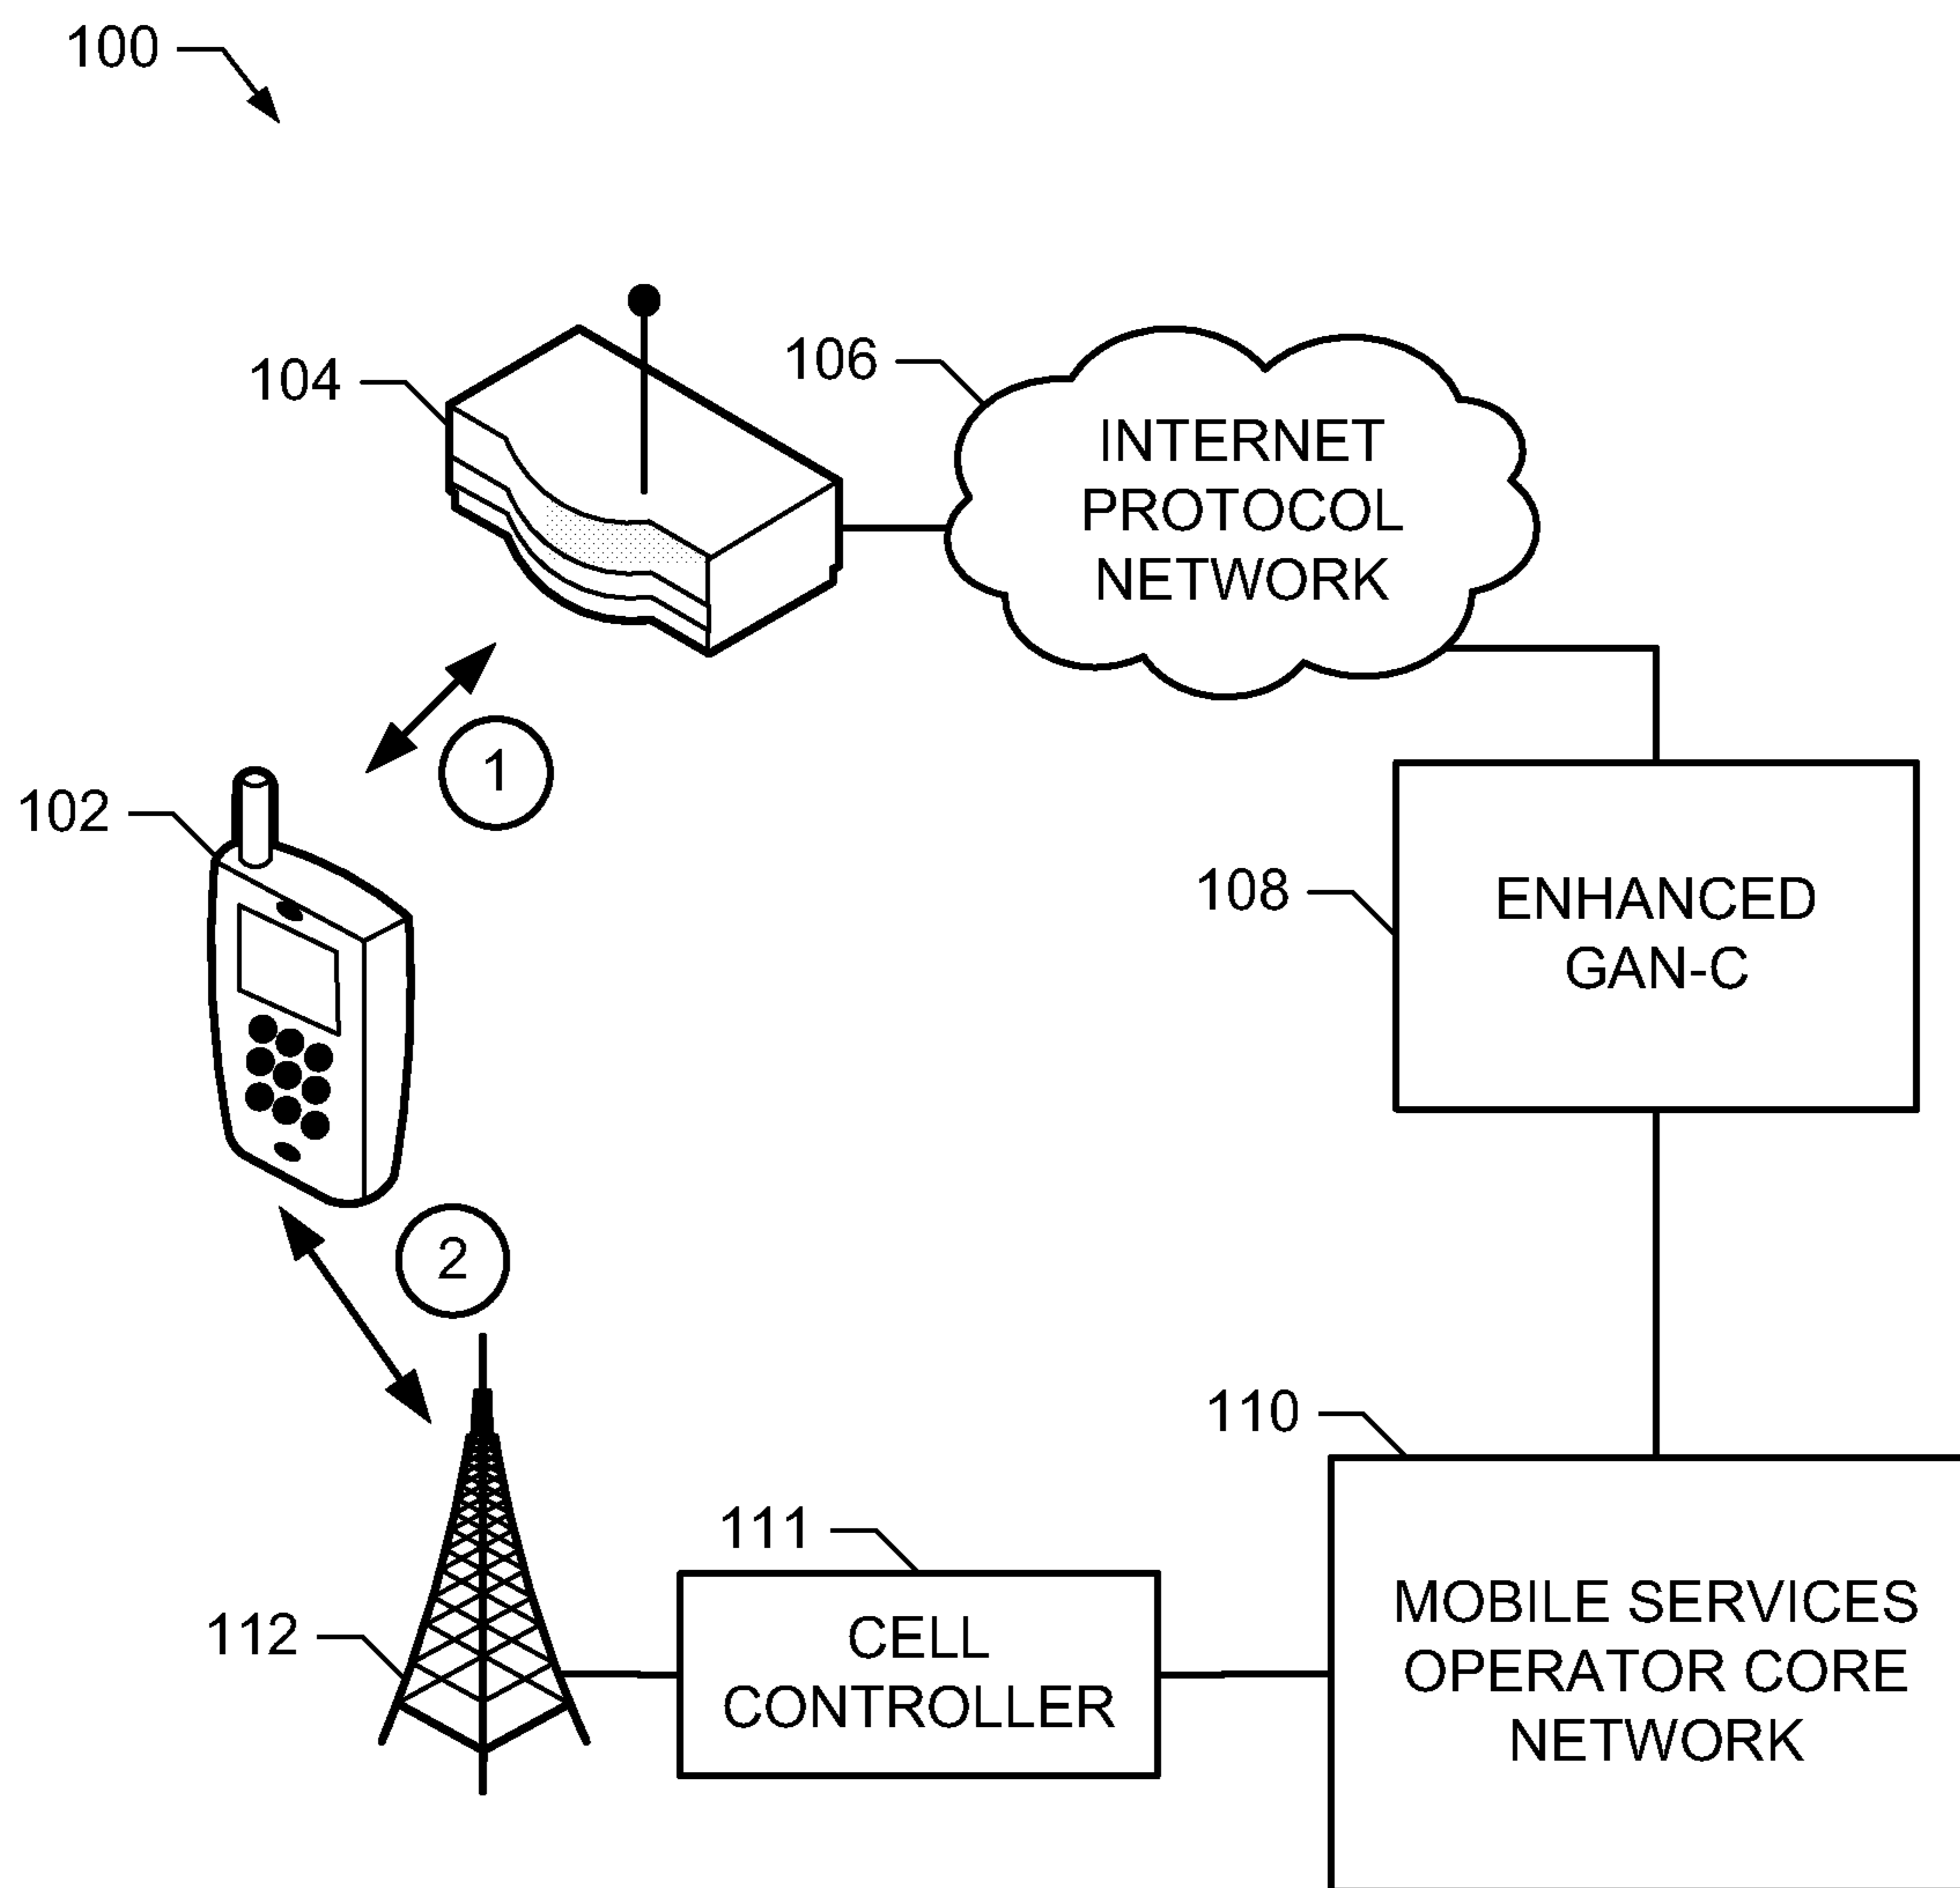 100
104
106
INTERNET
PROTOCOL
NETWORK
1
102
108
ENHANCED
GAN-C
2
110
111
112
CELL
CONTROLLER
MOBILE SERVICES
OPERATOR CORE
NETWORK